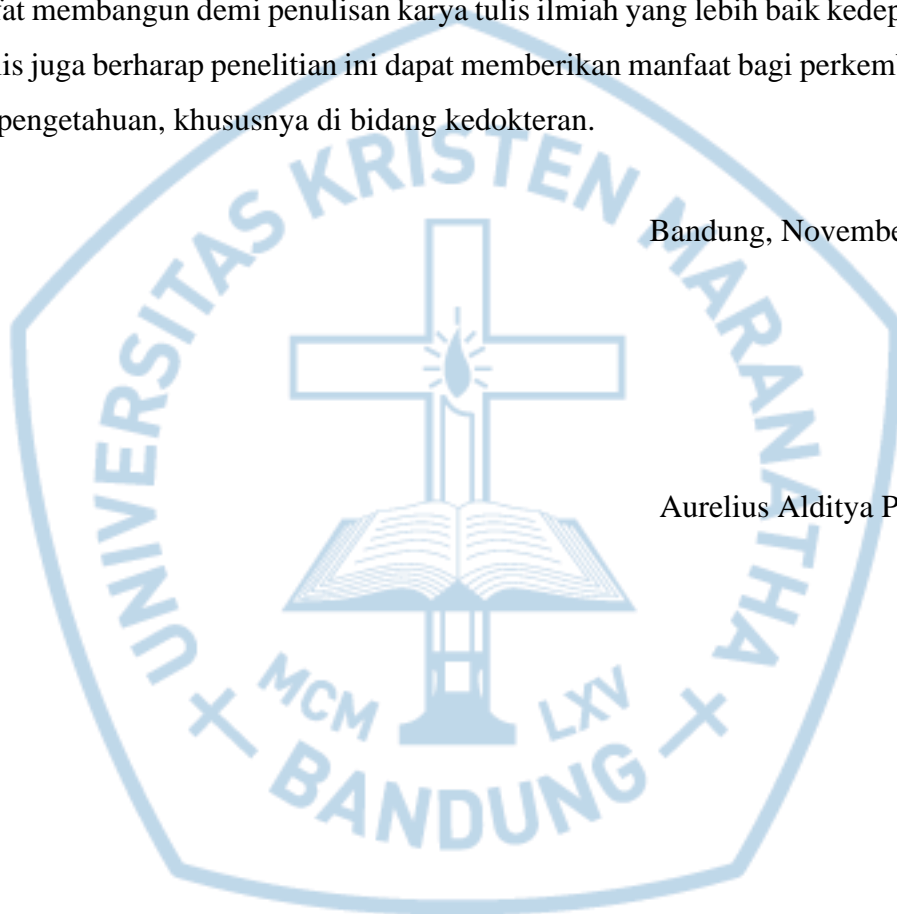 fat membangun demi penulisan karya tulis ilmiah yang lebih baik kedep
lis juga berharap penelitian ini dapat memberikan manfaat bagi perkemb
pengetahuan, khususnya di bidang kedokteran.
Bandung, Novembe
Aurelius Alditya P
UNIVERSITAS KRISTEN MARANATHA
MCM LXV
+ BANDUNG +